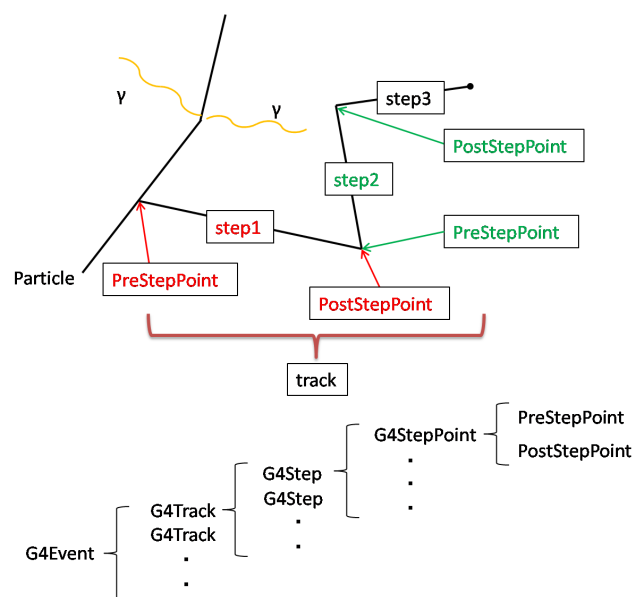 γ
γ
step3
PostStepPoint
step2
step1
PreStepPoint
Particle
PreStepPoint
PostStepPoint
track
PreStepPoint
G4StepPoint
PostStepPoint
G4Step
G4Step
G4Track
G4Track
G4Event